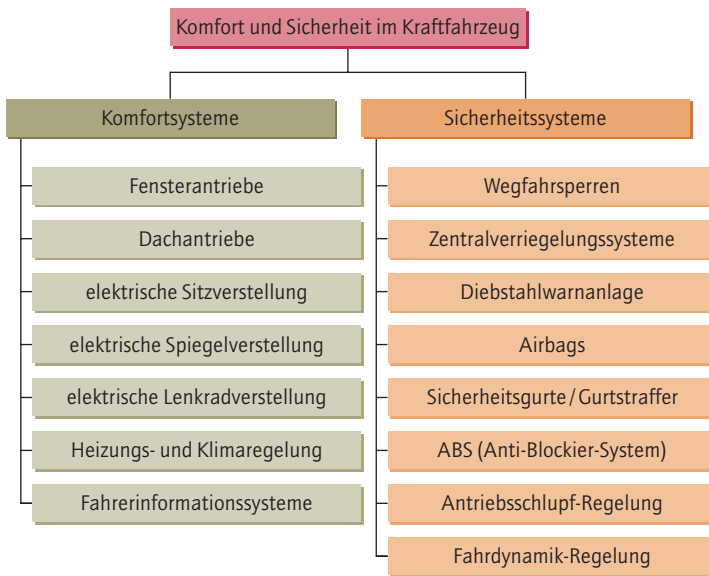 Komfort und Sicherheit im Kraftfahrzeug
Komfortsysteme
Fensterantriebe
Dachantriebe
elektrische Sitzverstellung
elektrische Spiegelverstellung
elektrische Lenkradverstellung
Heizungs- und Klimaregelung
Fahrerinformationssysteme
Sicherheitssysteme
Wegfahrsperren
Zentralverriegelungssysteme
Diebstahlwarnanlage
Airbags
Sicherheitsgurte/Gurtstraffer
ABS (Anti-Blockier-System)
Antriebsschlupf-Regelung
Fahrdynamik-Regelung